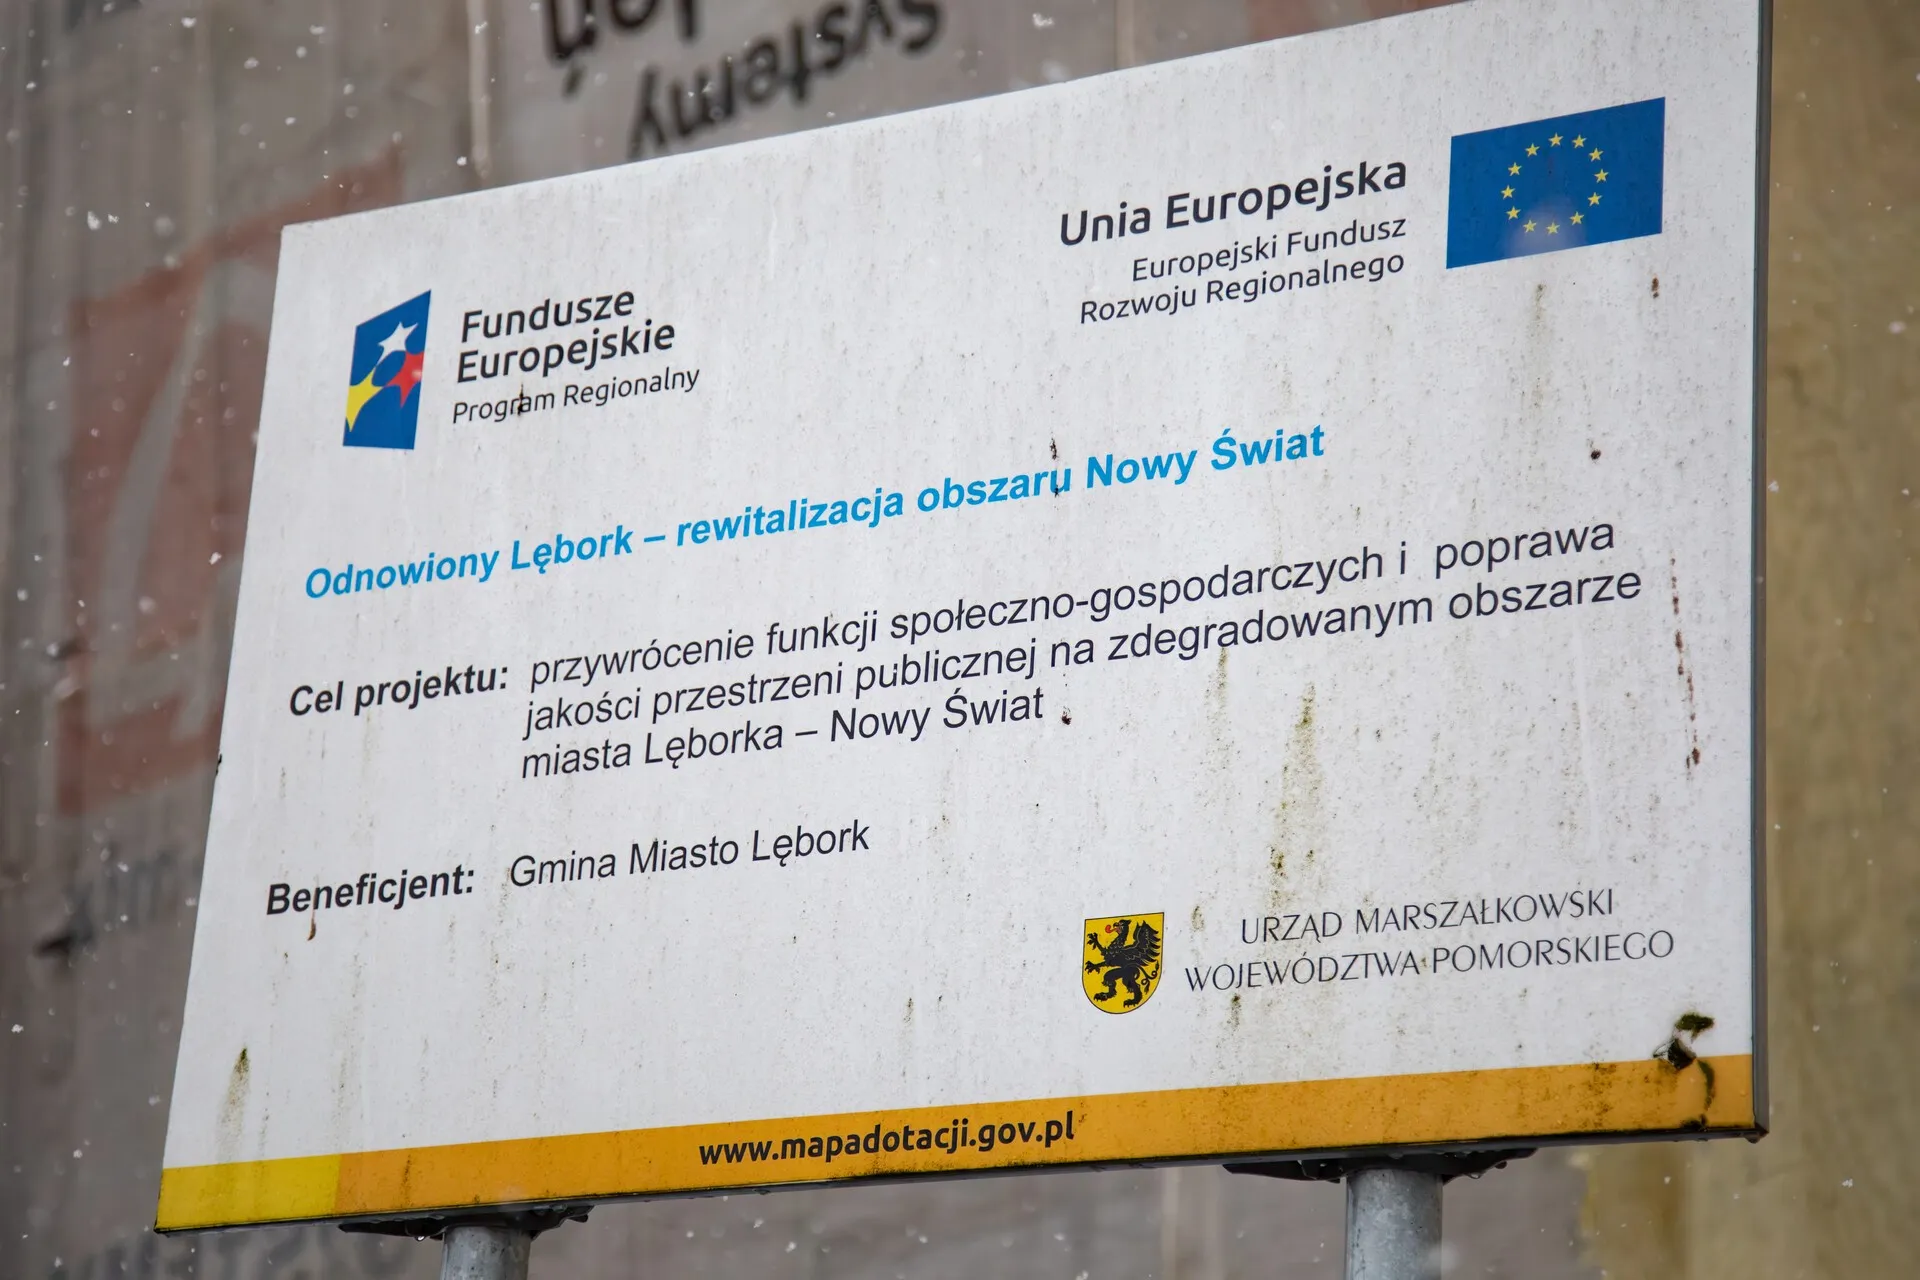 Systemy
Fundusze
Europejskie
Program Regionalny
Unia Europejska
Europejski Fundusz
Rozwoju Regionalnego
Odnowiony Lębork – rewitalizacja obszaru Nowy Świat
Cel projektu: przywrócenie funkcji społeczno-gospodarczych i poprawa
jakości przestrzeni publicznej na zdegradowanym obszarze
miasta Lęborka – Nowy Świat
Beneficjent: Gmina Miasto Lębork
URZĄD MARSZAŁKOWSKI
WOJEWÓDZTWA POMORSKIEGO
www.mapadotacji.gov.pl